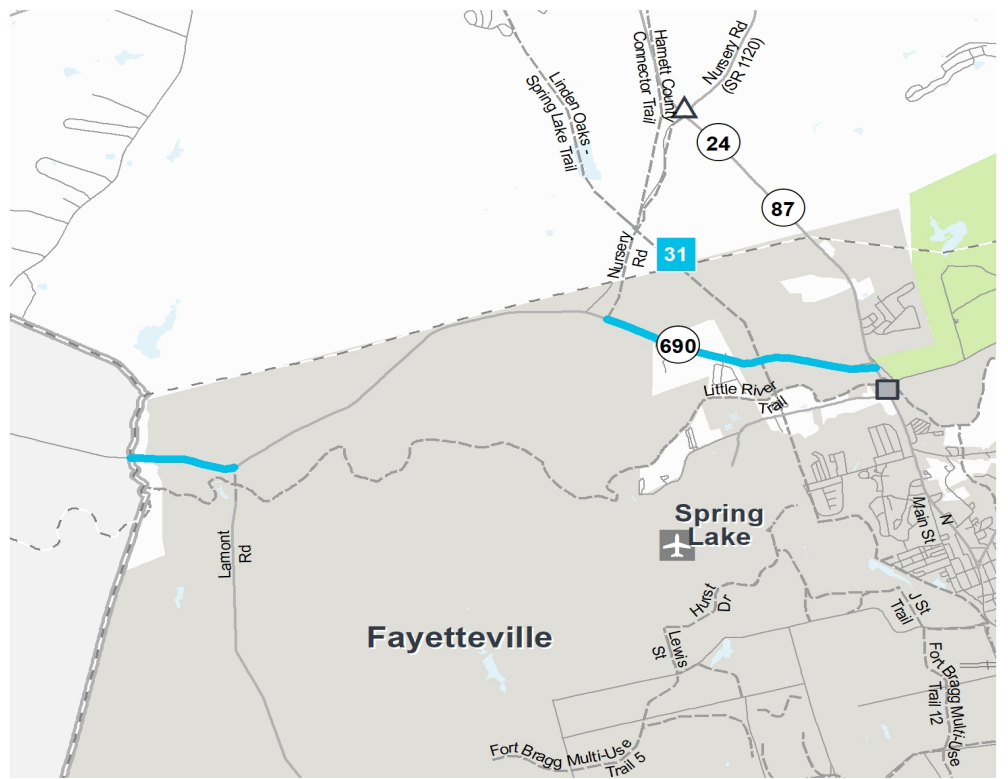 Linden Oaks -
Spring Lake Trail
Harnett County
Connector Trail
Nursery Rd
(SR 1120)
24
87
Nursery
Rd
31
690
Little River
Trail
Spring
Lake
Lamont
Rd
N
Main St
Hurst
Dr
J St
Trail
Lewis
St
Fayetteville
Fort Bragg Multi-Use
Trail 12
Fort Bragg Multi-Use
Trail 5